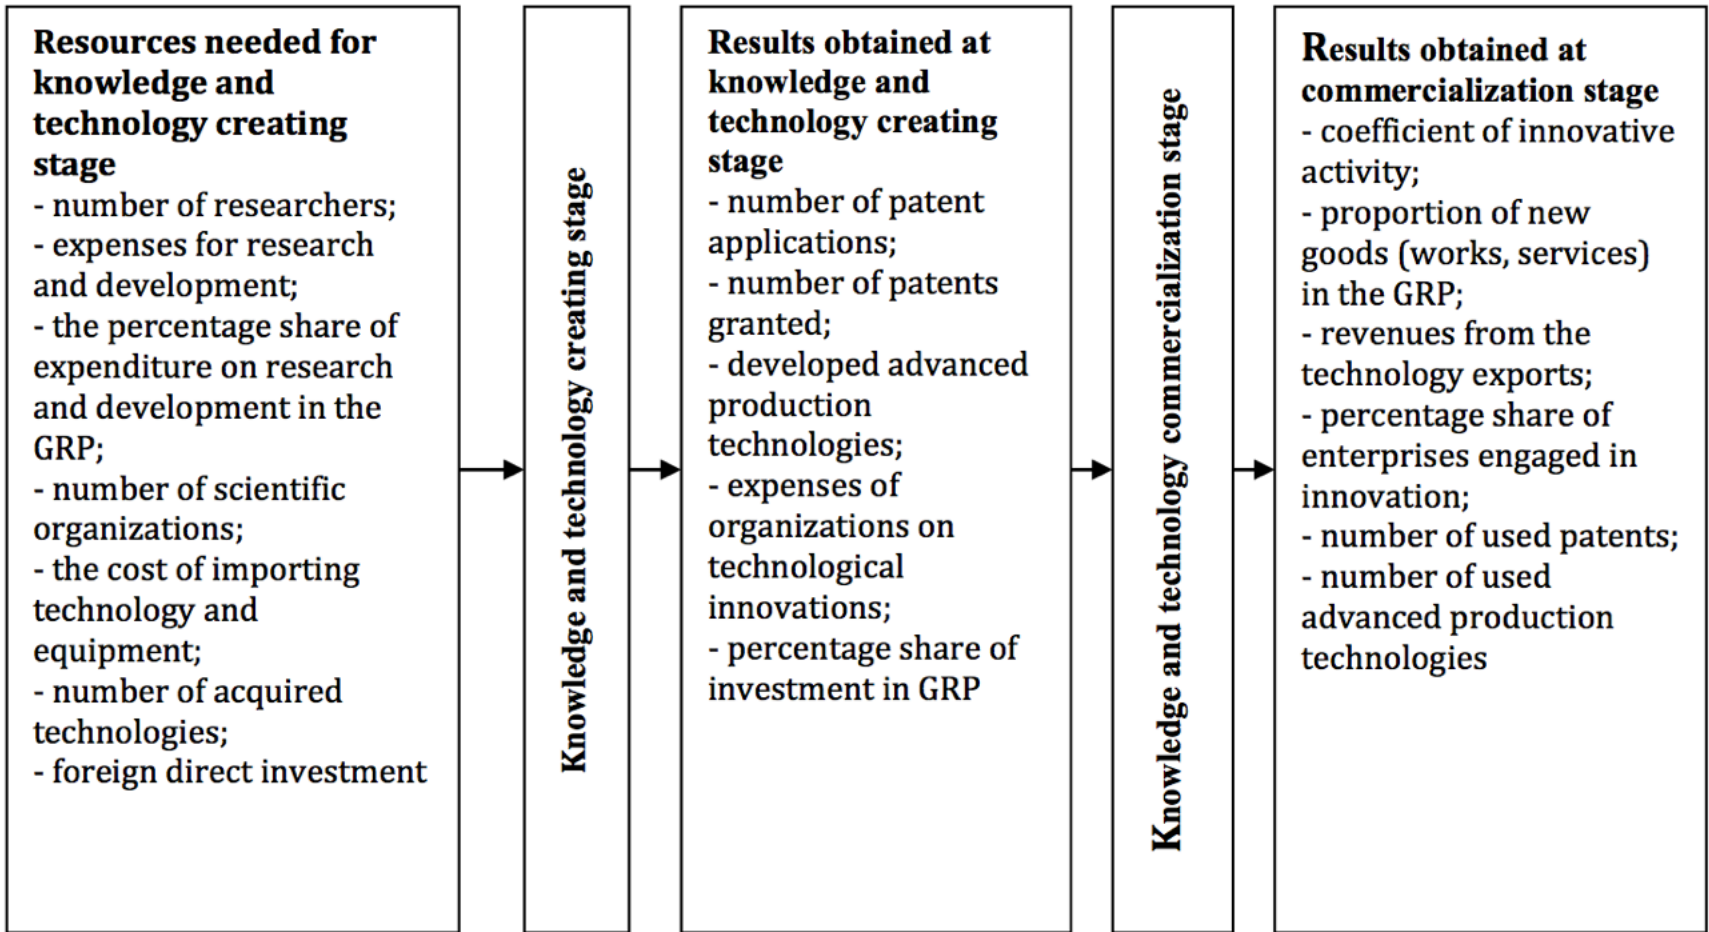 Resources needed for
knowledge and
technology creating
stage
- number of researchers;
- expenses for research
and development;
- the percentage share of
expenditure on research
and development in the
GRP;
- number of scientific
organizations;
- the cost of importing
technology and
equipment;
- number of acquired
technologies;
- foreign direct investment
Knowledge and technology creating stage
Results obtained at
knowledge and
technology creating
stage
- number of patent
applications;
- number of patents
granted;
- developed advanced
production
technologies;
- expenses of
organizations on
technological
innovations;
- percentage share of
investment in GRP
Knowledge and technology commercialization stage
Results obtained at
commercialization stage
- coefficient of innovative
activity;
- proportion of new
goods (works, services)
in the GRP;
- revenues from the
technology exports;
- percentage share of
enterprises engaged in
innovation;
- number of used patents;
- number of used
advanced production
technologies